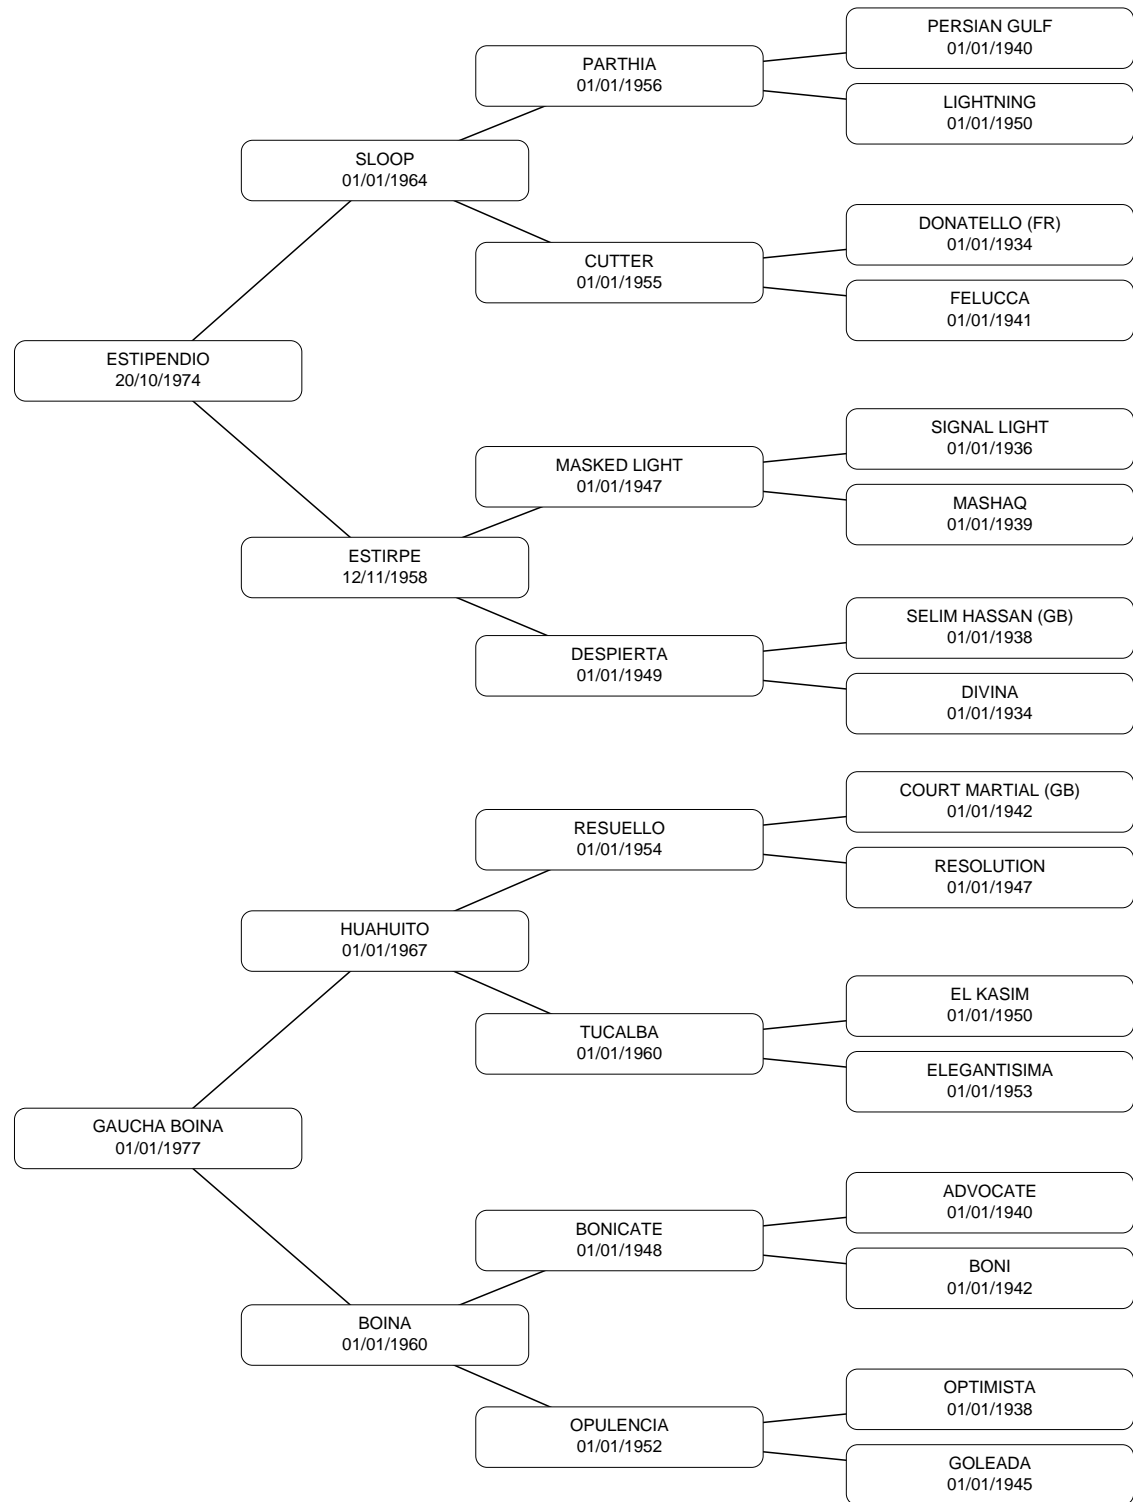 PERSIAN GULF
01/01/1940
PARTHIA
01/01/1956
LIGHTNING
01/01/1950
SLOOP
01/01/1964
DONATELLO (FR)
01/01/1934
CUTTER
01/01/1955
FELUCCA
01/01/1941
ESTIPENDIO
20/10/1974
SIGNAL LIGHT
01/01/1936
MASKED LIGHT
01/01/1947
MASHAQ
01/01/1939
ESTIRPE
12/11/1958
SELIM HASSAN (GB)
01/01/1938
DESPIERTA
01/01/1949
DIVINA
01/01/1934
COURT MARTIAL (GB)
01/01/1942
RESUELLO
01/01/1954
RESOLUTION
01/01/1947
HUAHUITO
01/01/1967
EL KASIM
01/01/1950
TUCALBA
01/01/1960
ELEGANTISIMA
01/01/1953
GAUCHA BOINA
01/01/1977
ADVOCATE
01/01/1940
BONICATE
01/01/1948
BONI
01/01/1942
BOINA
01/01/1960
OPTIMISTA
01/01/1938
OPULENCIA
01/01/1952
GOLEADA
01/01/1945